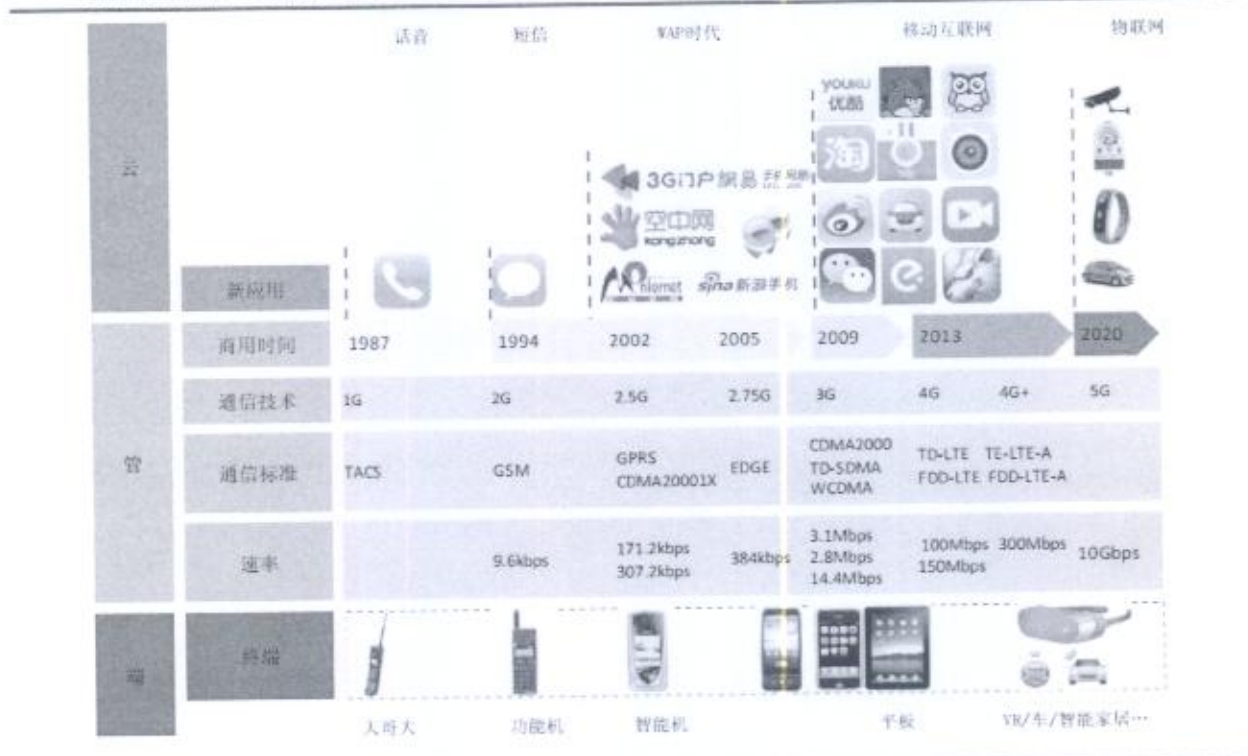 话音 短信 WAP时代 移动互联网 物联网
youku
优酷
淘
云
3G门户 網易
空中网
kongzhong
sina 新浪手机
新应用
商用时间 1987 1994 2002 2005 2009 2013 2020
通信技术 1G 2G 2.5G 2.75G 3G 4G 4G+ 5G
管 通信标准 TACS GSM GPRS CDMA20001X EDGE CDMA2000 TD-SDMA WCDMA TD-LTE FDD-LTE TE-LTE-A FDD-LTE-A
速率 9.6kbps 171.2kbps 307.2kbps 384kbps 3.1Mbps 2.8Mbps 14.4Mbps 100Mbps 150Mbps 300Mbps 10Gbps
端 终端
大哥大 功能机 智能机 平板 VR/车/智能家居…